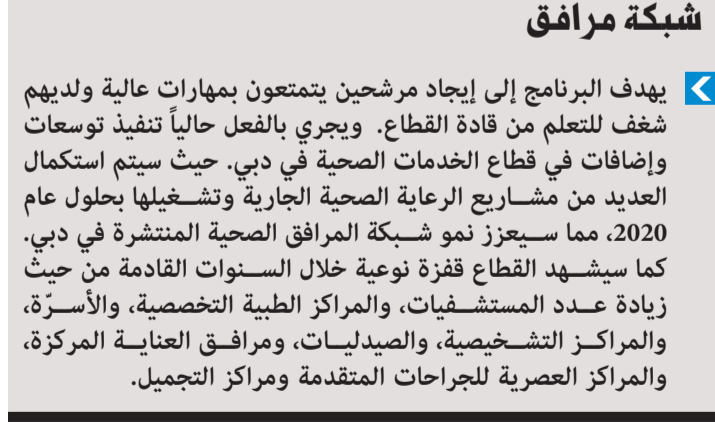 شبكة مرافق
يهدف البرنامج إلى إيجاد مرشحين يتمتعون بمهارات عالية ولديهم
شغف للتعلم من قادة القطاع. ويجري بالفعل حالياً تنفيذ توسعات
وإضافات في قطاع الخدمات الصحية في دبي. حيث سيتم استكمال
العديد من مشاريع الرعاية الصحية الجارية وتشغيلها بحلول عام
2020، مما سيعزز نمو شبكة المرافق الصحية المنتشرة في دبي.
كما سيشهد القطاع قفزة نوعية خلال السنوات القادمة من حيث
زيادة عدد المستشفيات، والمراكز الطبية التخصصية، والأسرّة،
والمراكز التشخيصية، والصيدليات، ومرافق العناية المركزة،
والمراكز العصرية للجراحات المتقدمة ومراكز التجميل.